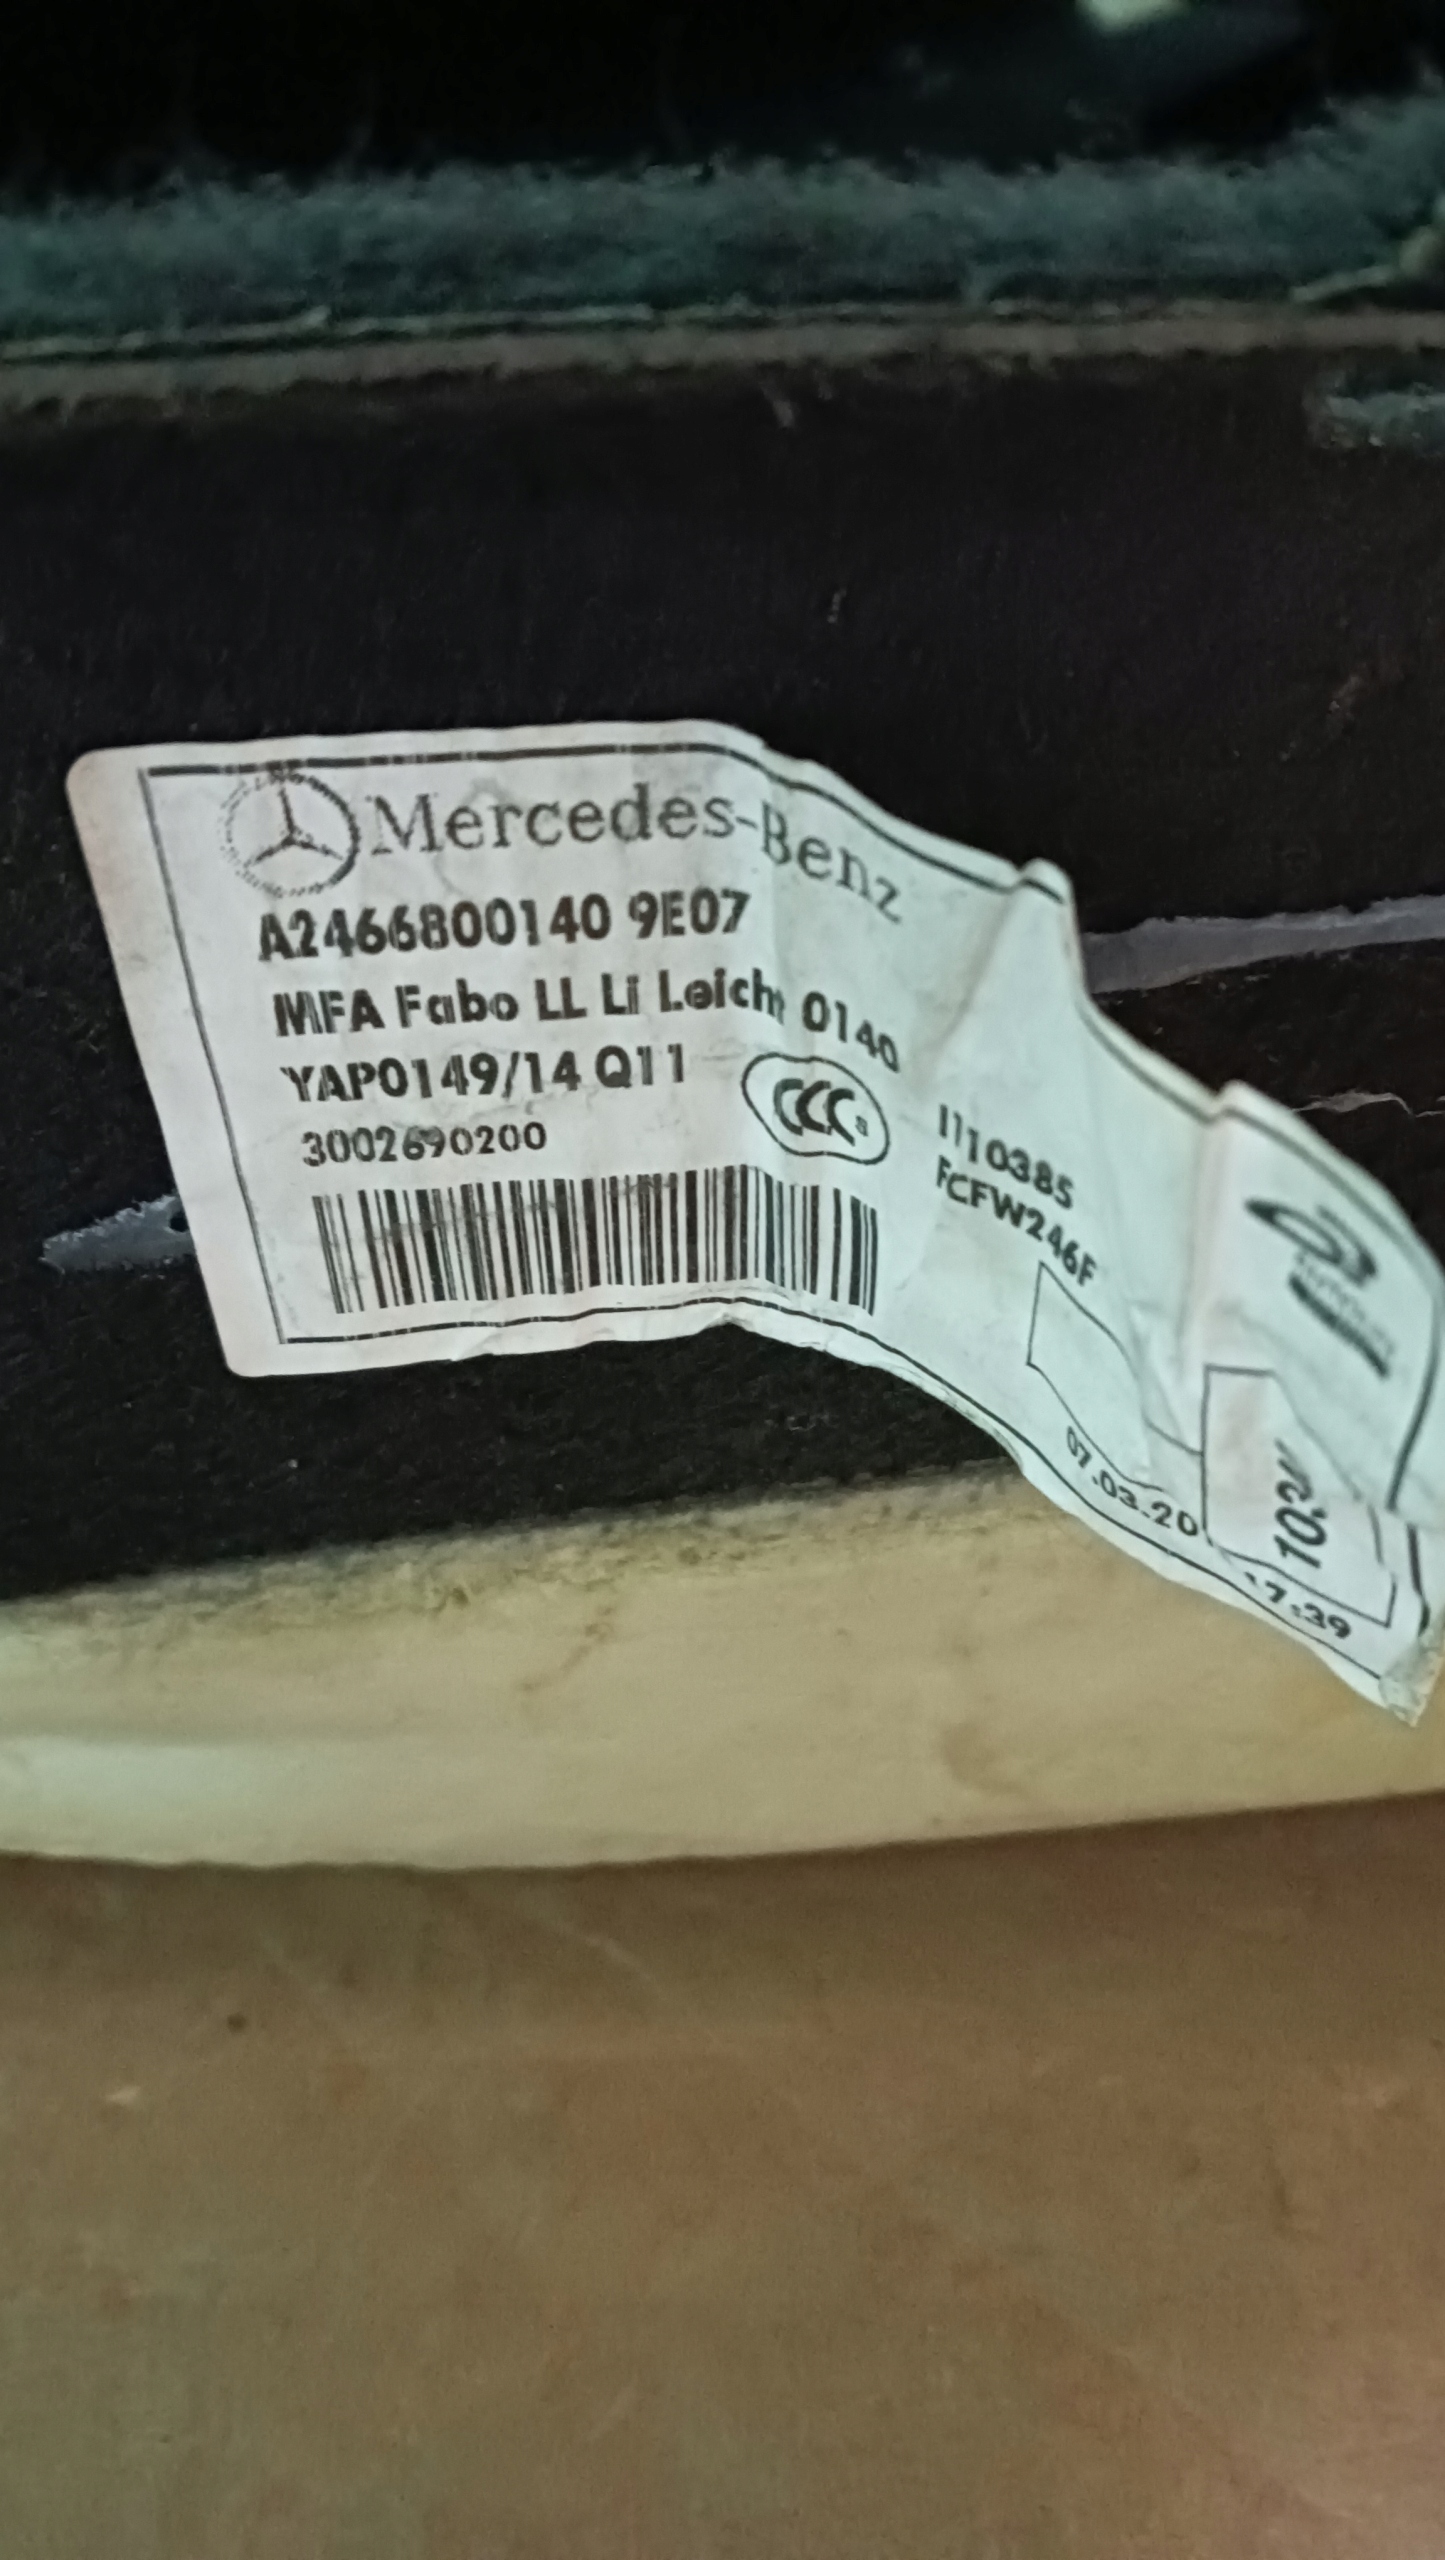 Mercedes-Benz
A2466800140 9E07
MFA Fabo LL Li Leicht 0140
YAP0149/14 Q11
3002690200
CCC S
1110385
FCFW246F
07.03.20
7:39